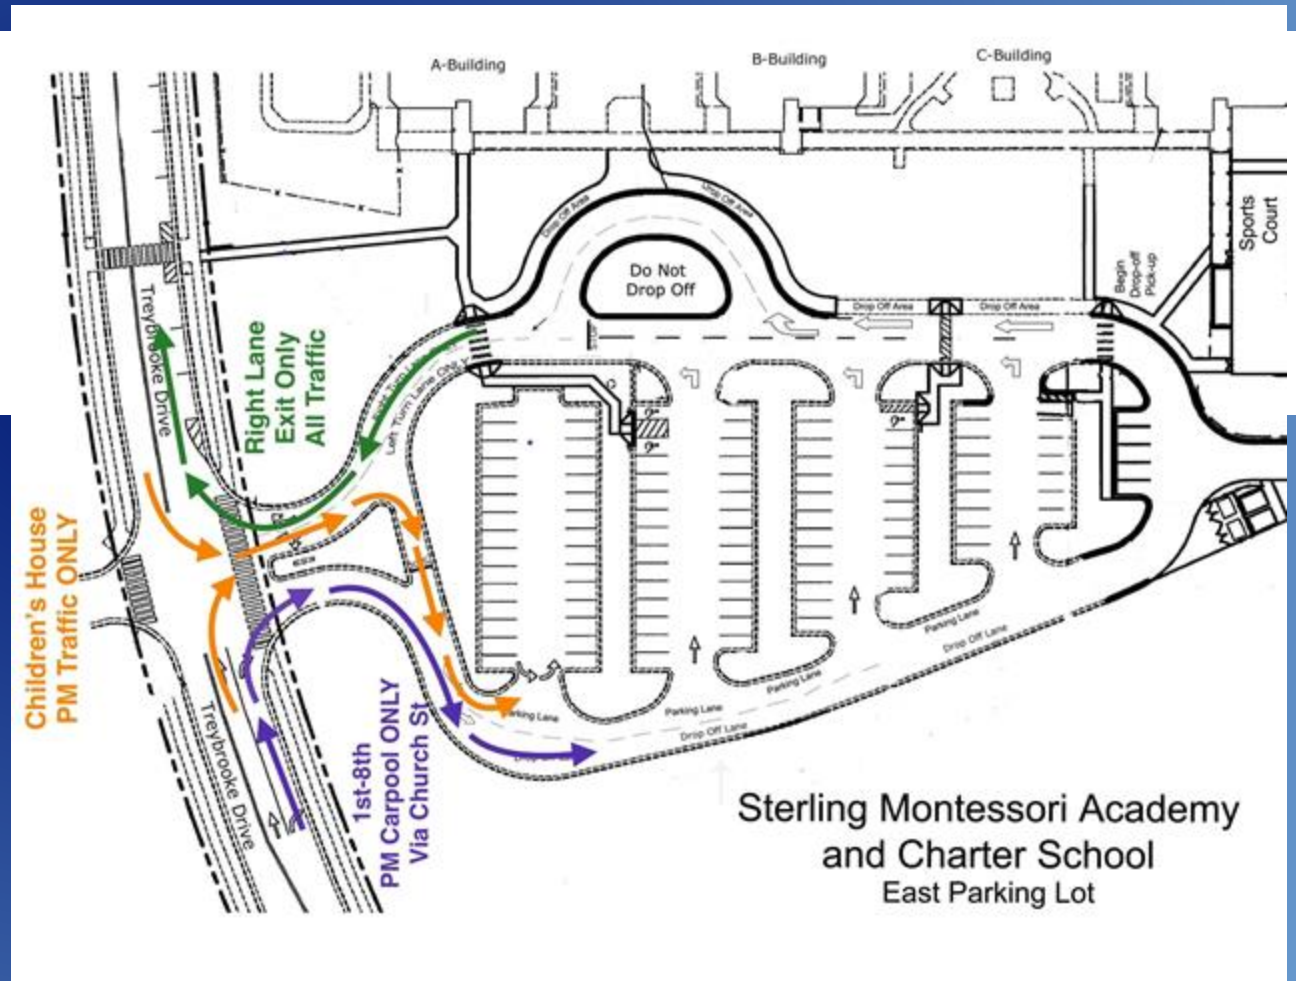 A-Building
B-Building
C-Building
Drop Off Area
Drop Off Area
Do Not
Drop Off
Drop Off Area
Drop Off Area
Begin
Drop-off
Pick-up
Sports
Court
Treybrooke Drive
Right Lane
Exit Only
All Traffic
Left Turn Lane ONLY
Children's House
PM Traffic ONLY
1st-8th
PM Carpool ONLY
Via Church St
Treybrooke Drive
Parking Lane
Parking Lane
Parking Lane
Parking Lane
Drop Off Lane
Drop Off Lane
Sterling Montessori Academy
and Charter School
East Parking Lot